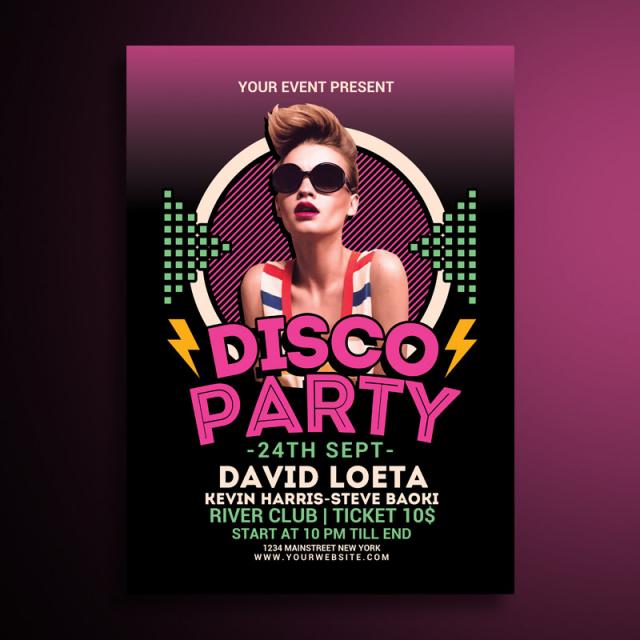 YOUR EVENT PRESENT
DISCO
PARTY
-24TH SEPT-
DAVID LOETA
KEVIN HARRIS-STEVE BAOKI
RIVER CLUB | TICKET 10$
START AT 10 PM TILL END
1234 MAINSTREET NEW YORK
WWW.YOURWEBSITE.COM